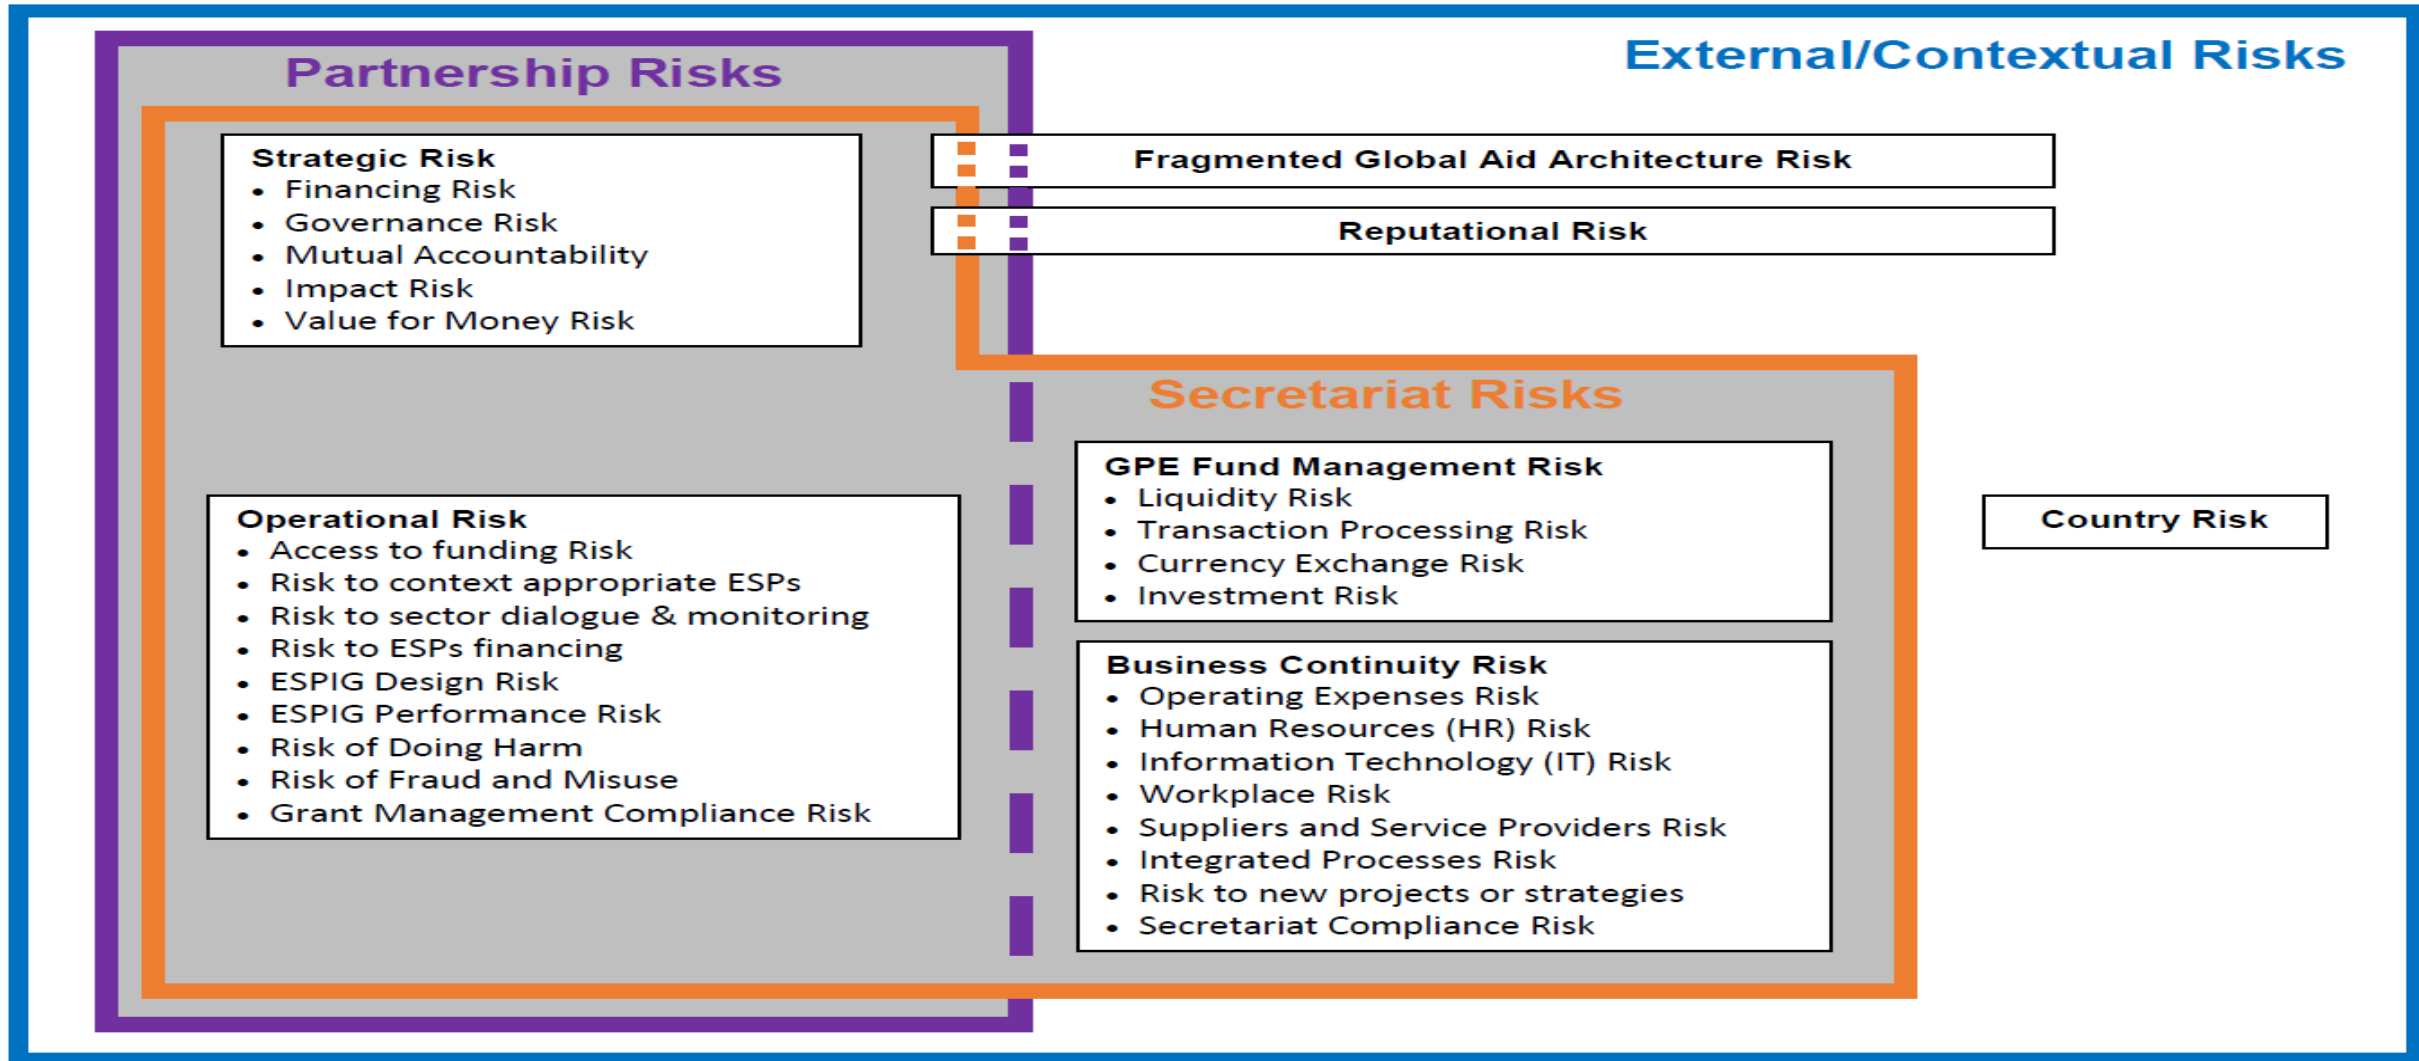 Partnership Risks
External/Contextual Risks
Strategic Risk
• Financing Risk
• Governance Risk
• Mutual Accountability
• Impact Risk
• Value for Money Risk
Fragmented Global Aid Architecture Risk
Reputational Risk
Operational Risk
• Access to funding Risk
• Risk to context appropriate ESPs
• Risk to sector dialogue & monitoring
• Risk to ESPs financing
• ESPIG Design Risk
• ESPIG Performance Risk
• Risk of Doing Harm
• Risk of Fraud and Misuse
• Grant Management Compliance Risk
Secretariat Risks
GPE Fund Management Risk
• Liquidity Risk
• Transaction Processing Risk
• Currency Exchange Risk
• Investment Risk
Business Continuity Risk
• Operating Expenses Risk
• Human Resources (HR) Risk
• Information Technology (IT) Risk
• Workplace Risk
• Suppliers and Service Providers Risk
• Integrated Processes Risk
• Risk to new projects or strategies
• Secretariat Compliance Risk
Country Risk